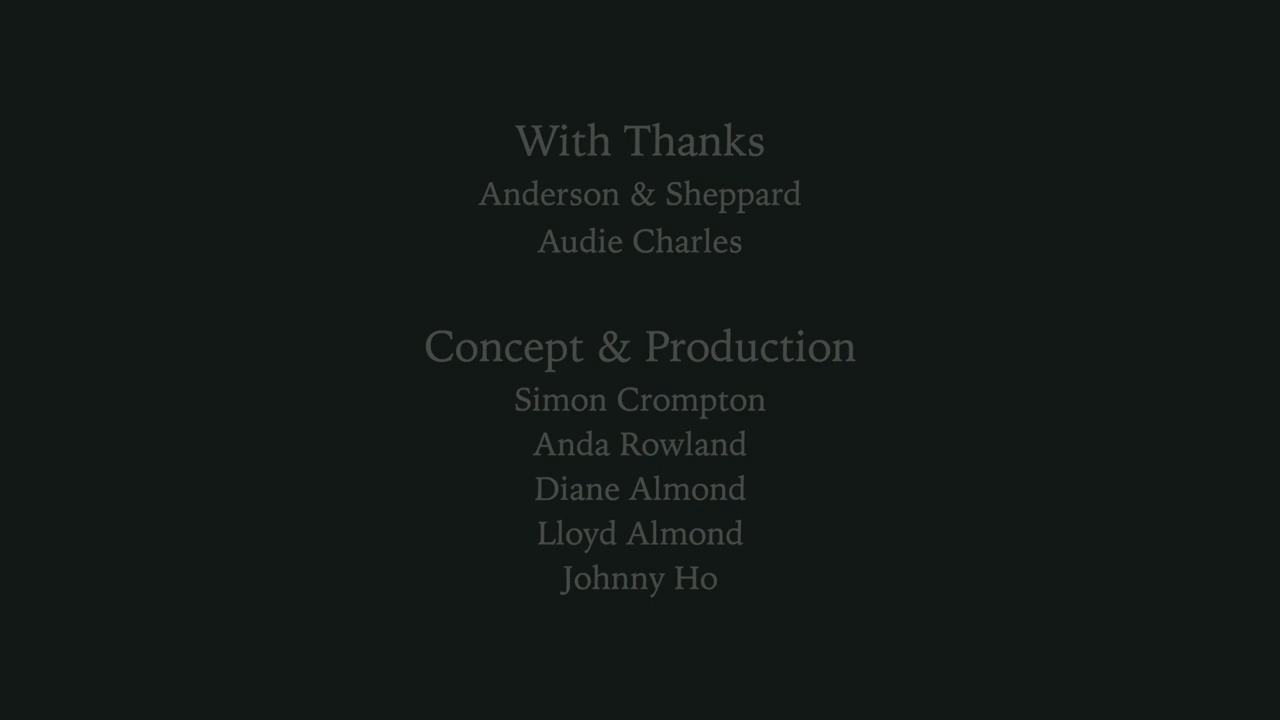 With Thanks
Anderson & Sheppard
Audie Charles
Concept & Production
Simon Crompton
Anda Rowland
Diane Almond
Lloyd Almond
Johnny Ho